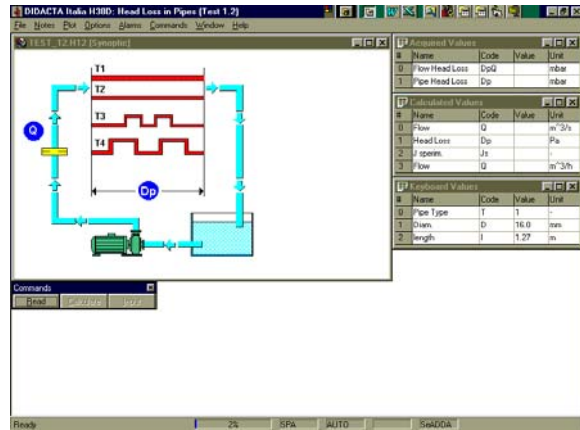 DIDACTA Italia H38D: Head Loss in Pipes (Test 1.2)
File Notes Plot Options Alarms Commands Window Help
TEST_12.H12 (Synoptic)
T1
T2
T3
T4
Q
Dp
Acquired Values
# Name Code Value Unit
0 Flow Head Loss DpQ mbar
1 Pipe Head Loss Dp mbar
Calculated Values
# Name Code Value Unit
0 Flow Q m^3/s
1 Head Loss Dp Pa
2 J sperim. Js -
3 Flow Q m^3/h
Keyboard Values
# Name Code Value Unit
0 Pipe Type T 1 -
1 Diam. D 16.0 mm
2 length l 1.27 m
Commands
Read
Ready 2% SPA AUTO SeADDA